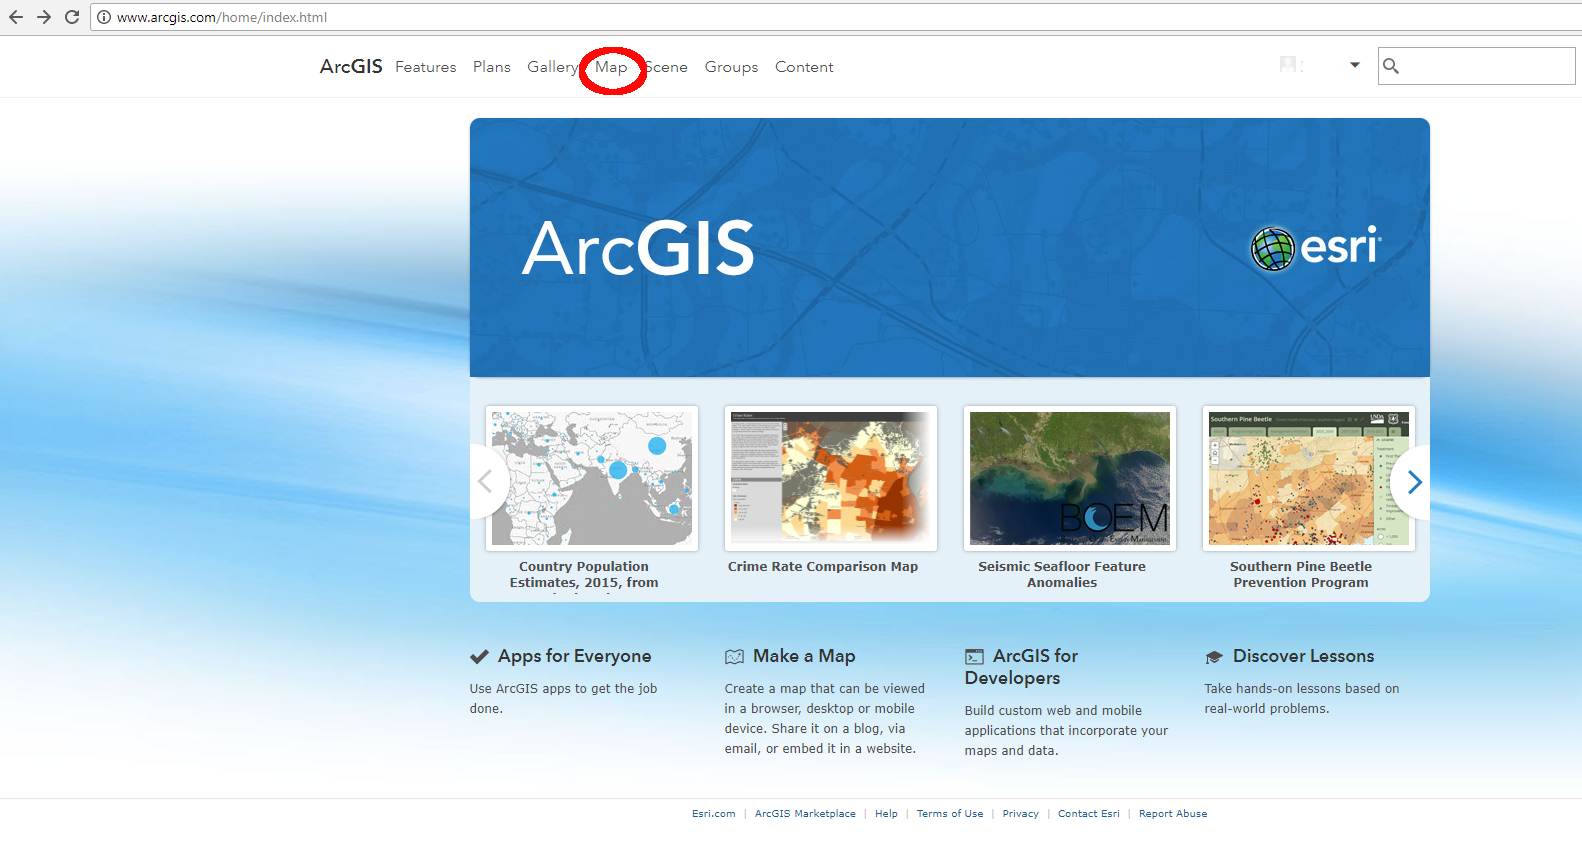 www.arcgis.com/home/index.html
ArcGIS Features Plans Gallery Map Scene Groups Content
ArcGIS
esri
Southern Pine Beetle
USDA
BOEM
Country Population
Estimates, 2015, from
Crime Rate Comparison Map
Seismic Seafloor Feature
Anomalies
Southern Pine Beetle
Prevention Program
Apps for Everyone
Use ArcGIS apps to get the job
done.
Make a Map
Create a map that can be viewed
in a browser, desktop or mobile
device. Share it on a blog, via
email, or embed it in a website.
ArcGIS for
Developers
Build custom web and mobile
applications that incorporate your
maps and data.
Discover Lessons
Take hands-on lessons based on
real-world problems.
Esri.com | ArcGIS Marketplace | Help | Terms of Use | Privacy | Contact Esri | Report Abuse